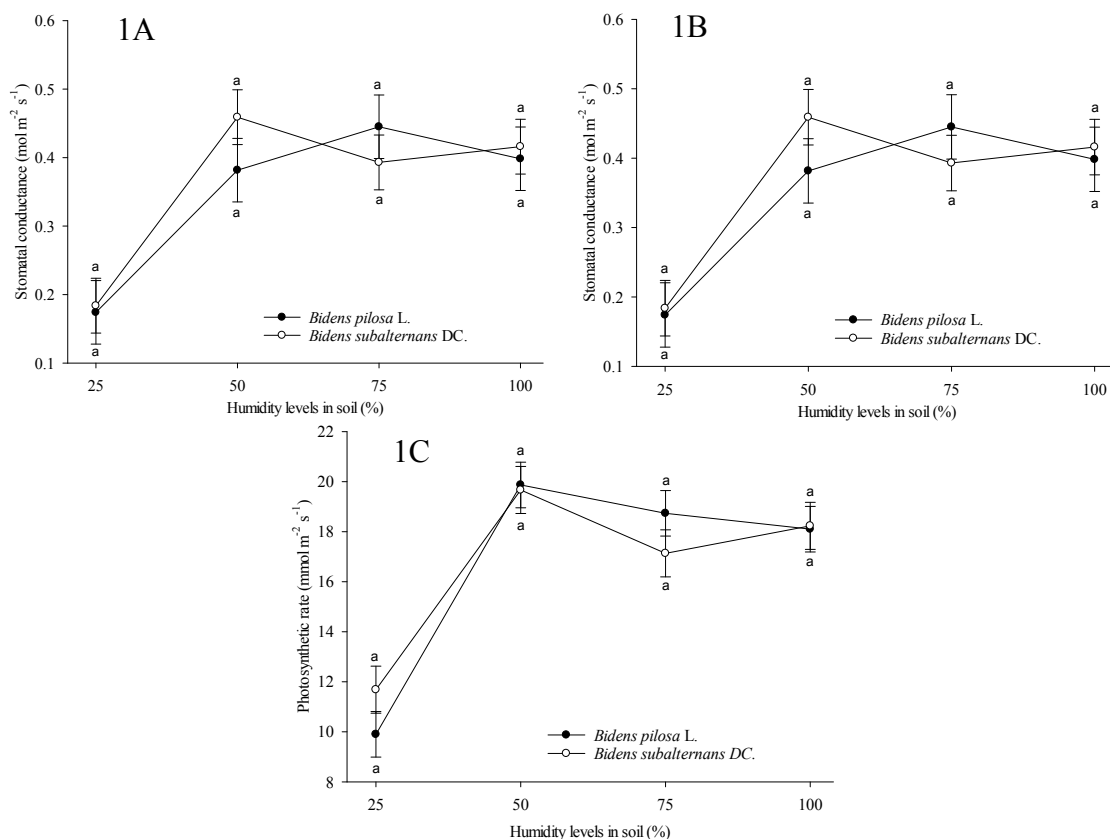 1A
Stomatal conductance (mol m⁻² s⁻¹)
0.6
0.5
0.4
0.3
0.2
0.1
a
a
a
a
a
a
a
a
Bidens pilosa L.
Bidens subalternans DC.
25
50
75
100
Humidity levels in soil (%)
1B
Stomatal conductance (mol m⁻² s⁻¹)
0.6
0.5
0.4
0.3
0.2
0.1
a
a
a
a
a
a
a
a
Bidens pilosa L.
Bidens subalternans DC.
25
50
75
100
Humidity levels in soil (%)
1C
Photosynthetic rate (mmol m⁻² s⁻¹)
22
20
18
16
14
12
10
8
a
a
a
a
a
a
a
a
Bidens pilosa L.
Bidens subalternans DC.
25
50
75
100
Humidity levels in soil (%)